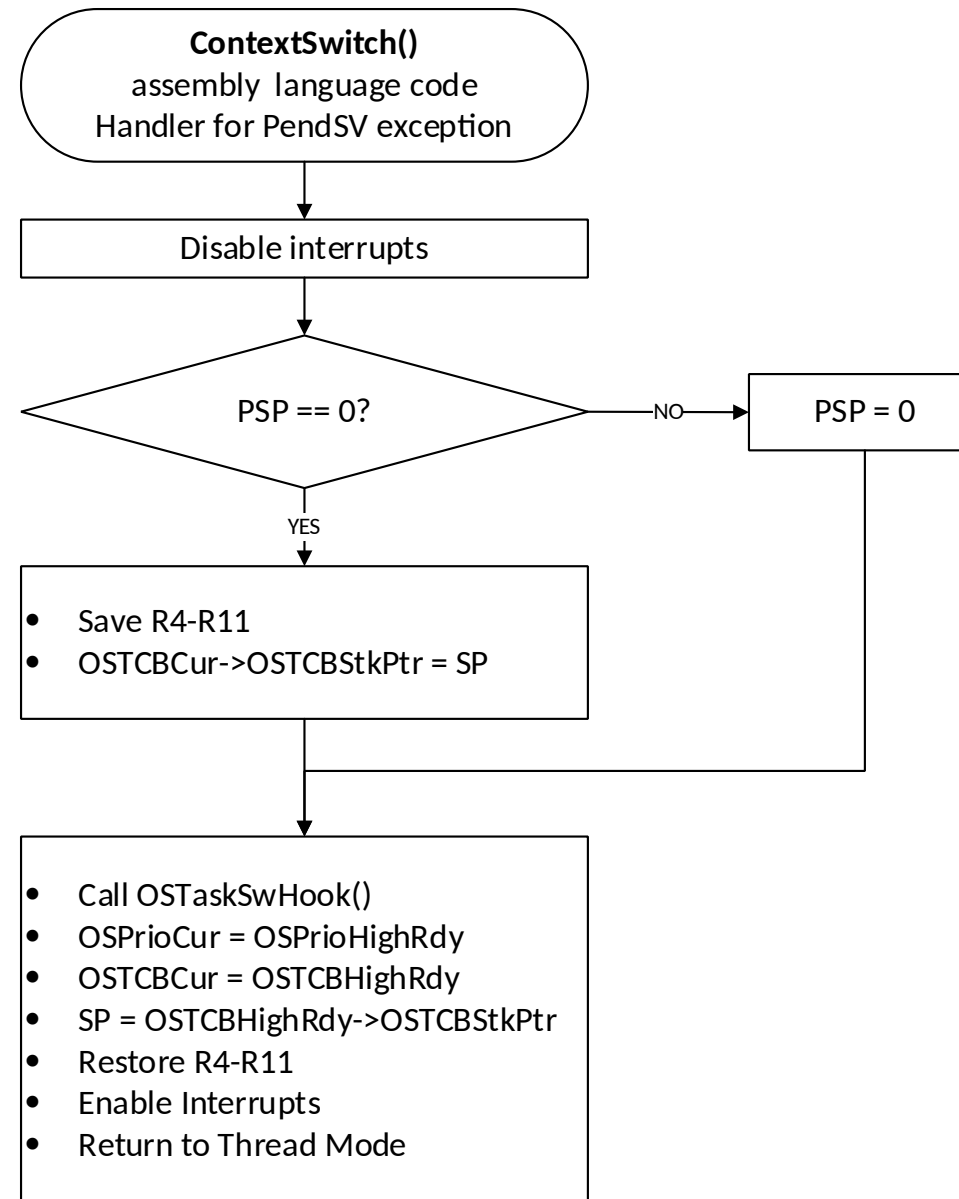 ContextSwitch()
assembly language code
Handler for PendSV exception
Disable interrupts
PSP == 0?
NO
PSP = 0
YES
• Save R4-R11
• OSTCBCur->OSTCBStkPtr = SP
• Call OSTaskSwHook()
• OSPrioCur = OSPrioHighRdy
• OSTCBCur = OSTCBHighRdy
• SP = OSTCBHighRdy->OSTCBStkPtr
• Restore R4-R11
• Enable Interrupts
• Return to Thread Mode